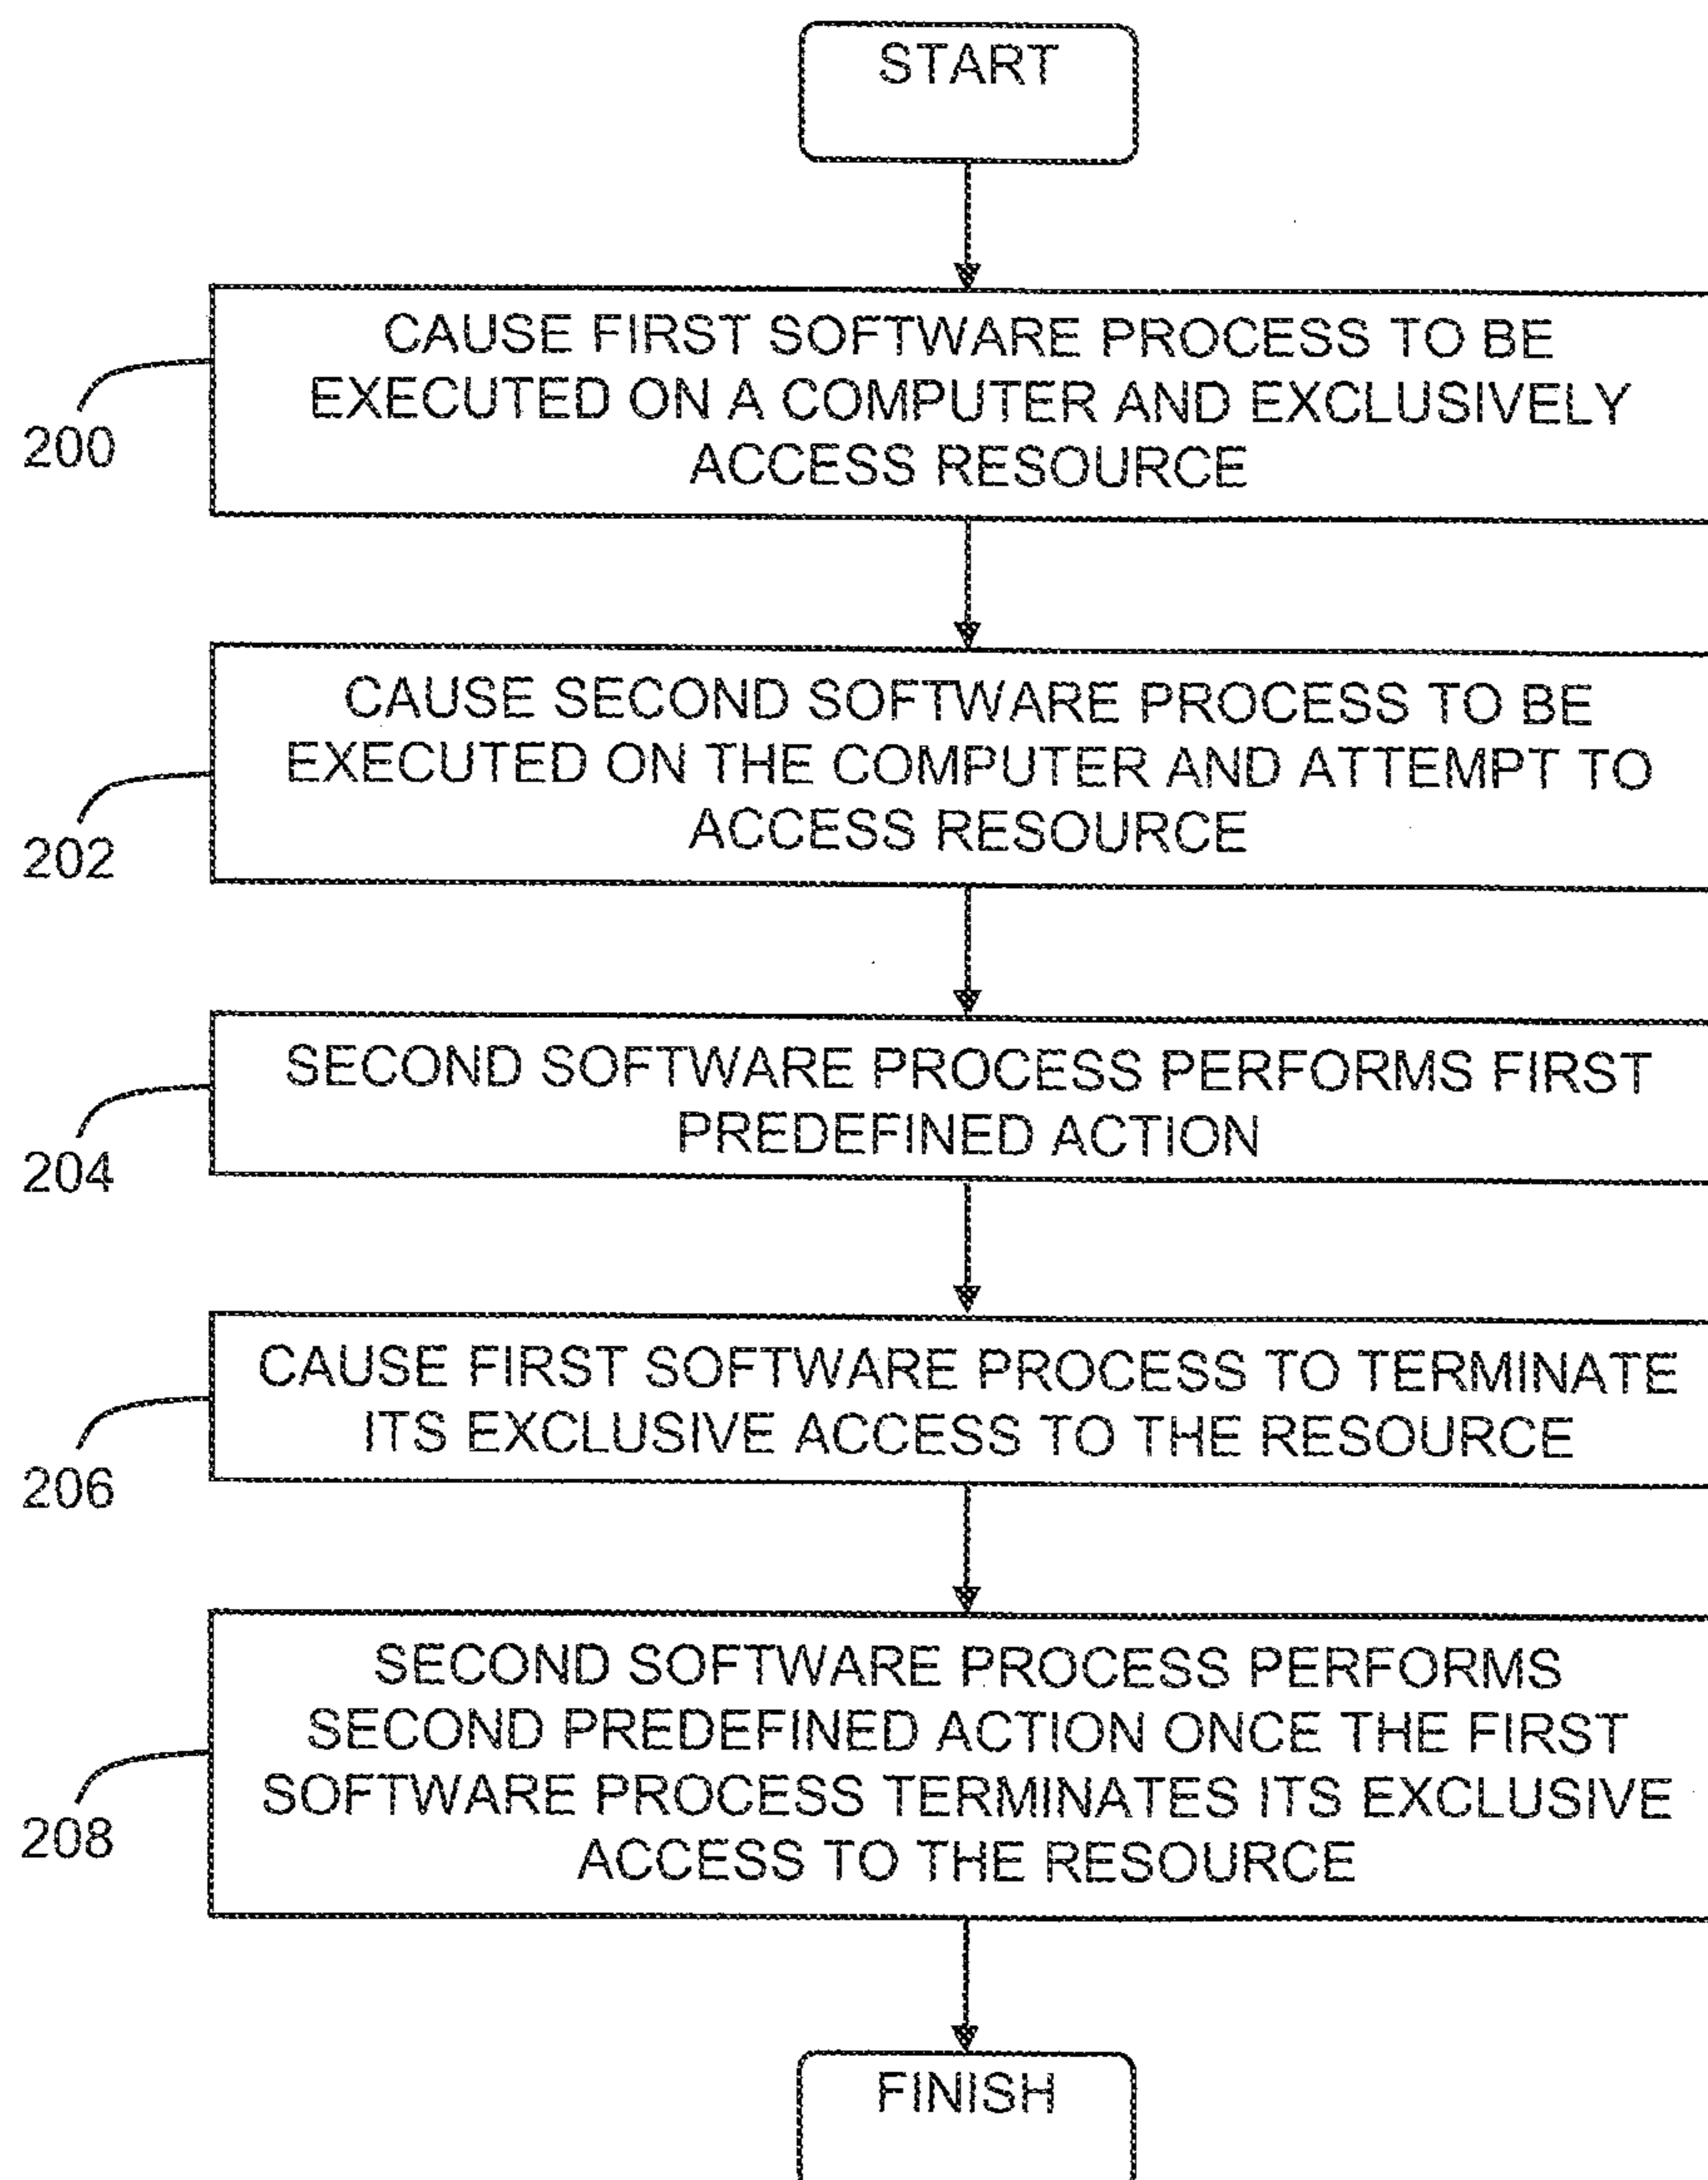 START
CAUSE FIRST SOFTWARE PROCESS TO BE
EXECUTED ON A COMPUTER AND EXCLUSIVELY
ACCESS RESOURCE
200
CAUSE SECOND SOFTWARE PROCESS TO BE
EXECUTED ON THE COMPUTER AND ATTEMPT TO
ACCESS RESOURCE
202
SECOND SOFTWARE PROCESS PERFORMS FIRST
PREDEFINED ACTION
204
CAUSE FIRST SOFTWARE PROCESS TO TERMINATE
ITS EXCLUSIVE ACCESS TO THE RESOURCE
206
SECOND SOFTWARE PROCESS PERFORMS
SECOND PREDEFINED ACTION ONCE THE FIRST
SOFTWARE PROCESS TERMINATES ITS EXCLUSIVE
ACCESS TO THE RESOURCE
208
FINISH